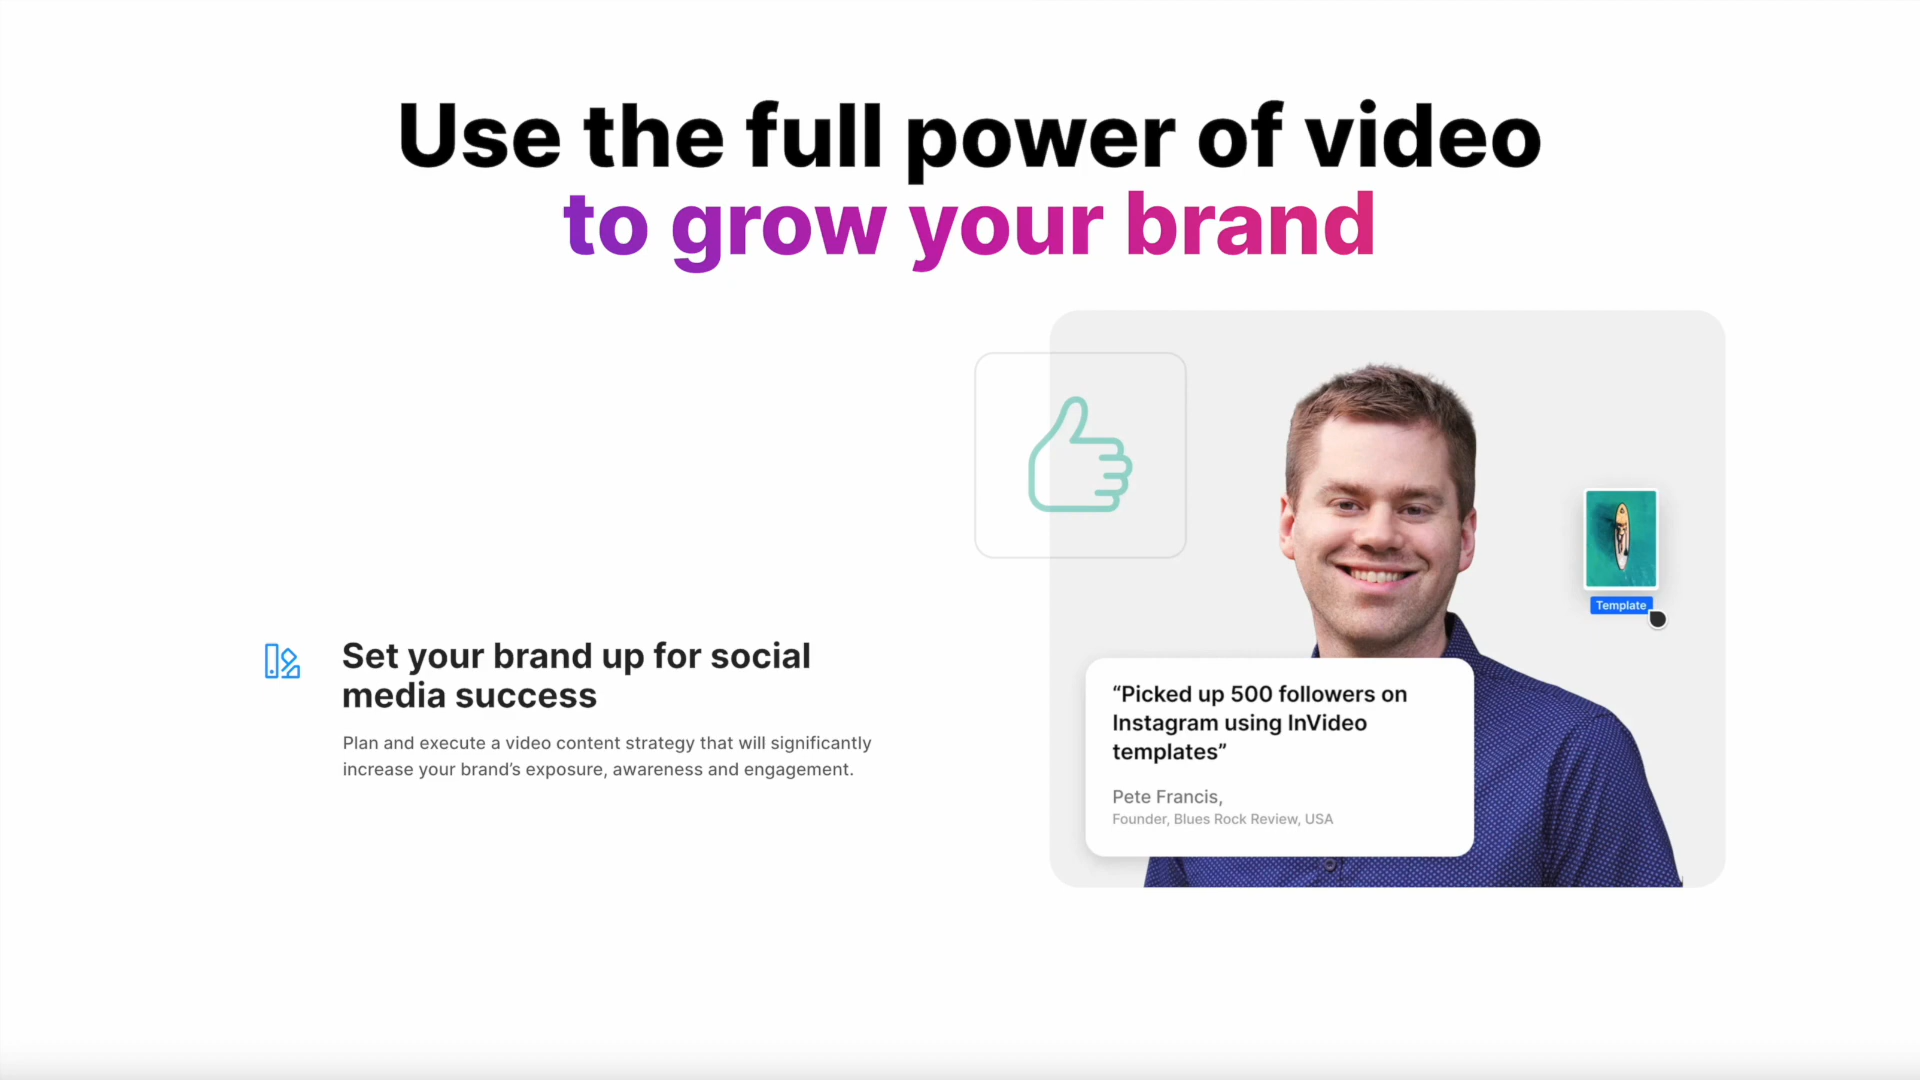 Use the full power of video
to grow your brand
Set your brand up for social
media success
Plan and execute a video content strategy that will significantly
increase your brand’s exposure, awareness and engagement.
Template
“Picked up 500 followers on
Instagram using InVideo
templates”
Pete Francis,
Founder, Blues Rock Review, USA